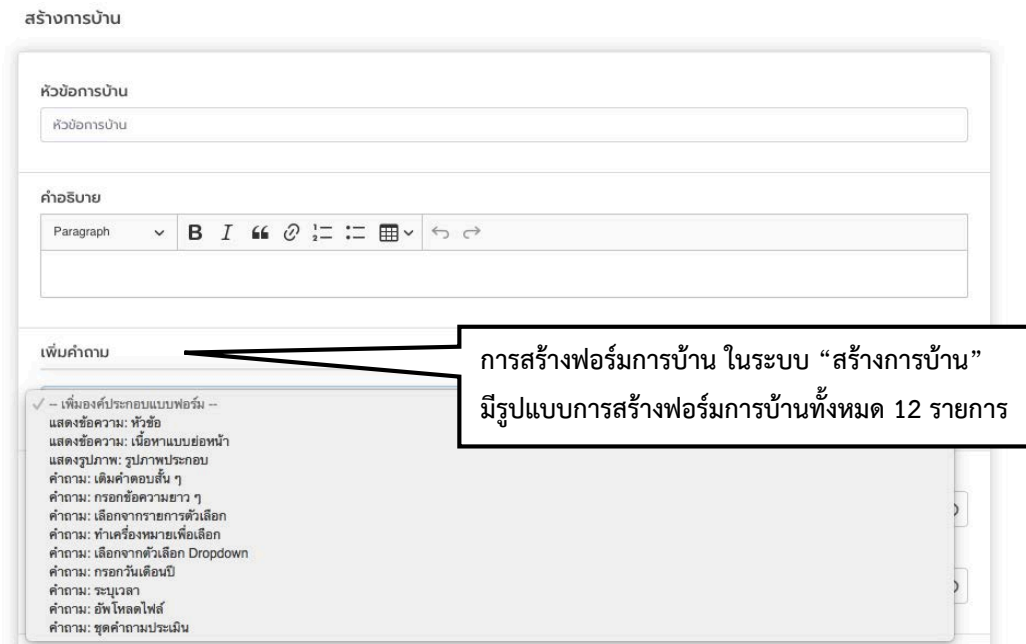 สร้างการบ้าน
หัวข้อการบ้าน
หัวข้อการบ้าน
คำอธิบาย
Paragraph B I
เพิ่มคำถาม
การสร้างฟอร์มการบ้าน ในระบบ “สร้างการบ้าน”
มีรูปแบบการสร้างฟอร์มการบ้านทั้งหมด 12 รายการ
-- เพิ่มองค์ประกอบแบบฟอร์ม --
แสดงข้อความ: หัวข้อ
แสดงข้อความ: เนื้อหาแบบย่อหน้า
แสดงรูปภาพ: รูปภาพประกอบ
คำถาม: เติมคำตอบสั้น ๆ
คำถาม: กรอกข้อความยาว ๆ
คำถาม: เลือกจากรายการตัวเลือก
คำถาม: ทำเครื่องหมายเพื่อเลือก
คำถาม: เลือกจากตัวเลือก Dropdown
คำถาม: กรอกวันเดือนปี
คำถาม: ระบุเวลา
คำถาม: อัพโหลดไฟล์
คำถาม: ชุดคำถามประเมิน